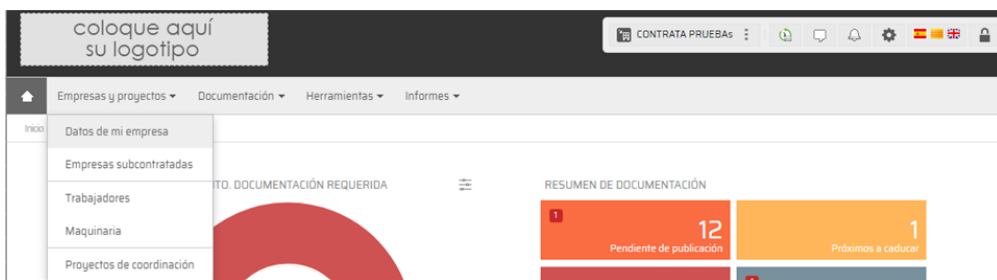 coloque aquí
su logotipo
CONTRATA PRUEBAs
Empresas y proyectos
Documentación
Herramientas
Informes
Inicio
Datos de mi empresa
Empresas subcontratadas
Trabajadores
Maquinaria
Proyectos de coordinación
NTO. DOCUMENTACIÓN REQUERIDA
RESUMEN DE DOCUMENTACIÓN
1
12
Pendiente de publicación
1
Próximos a caducar